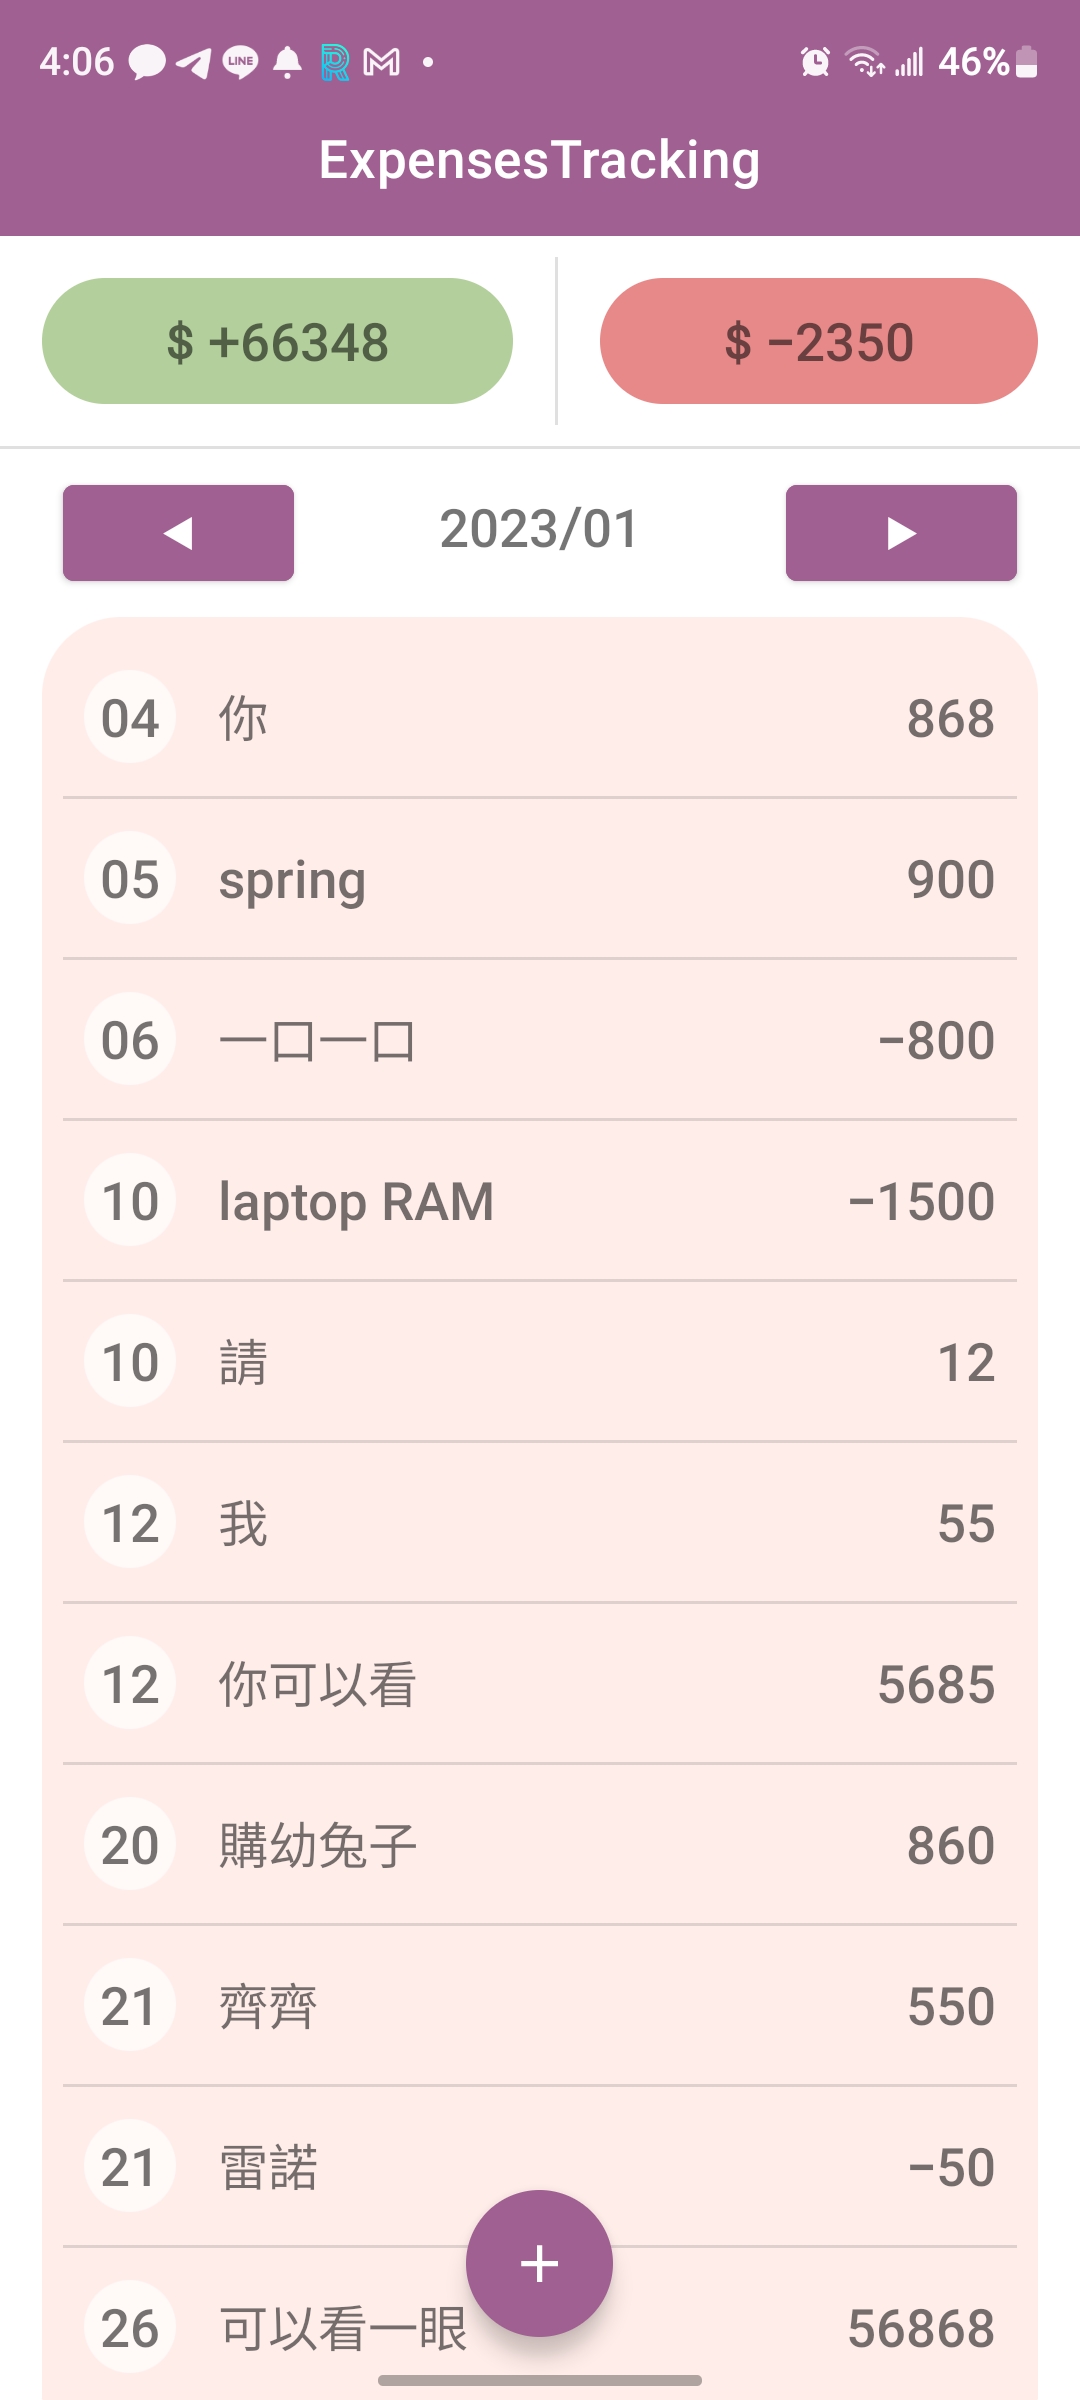 4:06 LINE 46%
ExpensesTracking
$ +66348 $ −2350
2023/01
04 你 868
05 spring 900
06 一口一口 −800
10 laptop RAM −1500
10 請 12
12 我 55
12 你可以看 5685
20 購幼兔子 860
21 齊齊 550
21 雷諾 −50
+
26 可以看一眼 56868